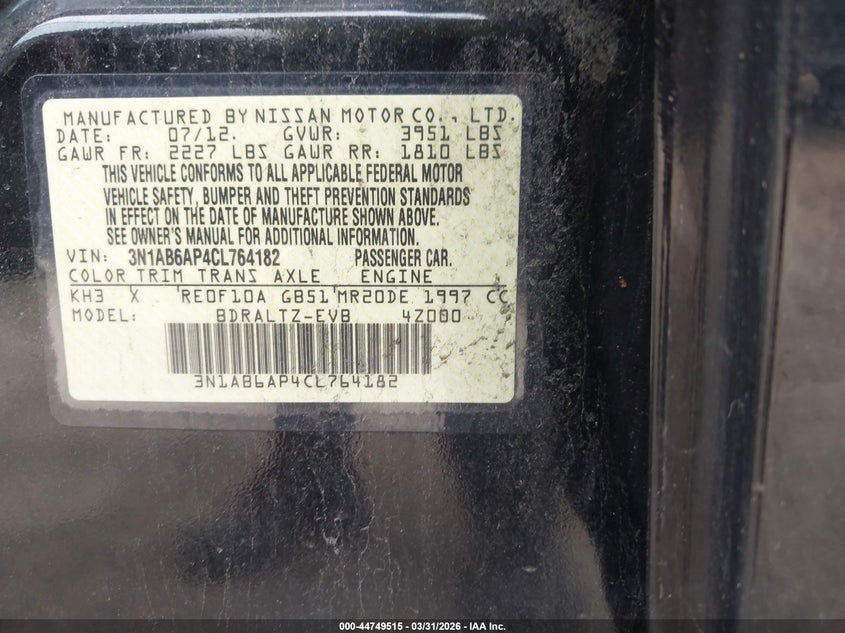 MANUFACTURED BY NISSAN MOTOR CO., LTD.
DATE: 07/12. GVWR: 3951 LBS
GAWR FR: 2227 LBS GAWR RR: 1810 LBS
THIS VEHICLE CONFORMS TO ALL APPLICABLE FEDERAL MOTOR
VEHICLE SAFETY, BUMPER AND THEFT PREVENTION STANDARDS
IN EFFECT ON THE DATE OF MANUFACTURE SHOWN ABOVE.
SEE OWNER'S MANUAL FOR ADDITIONAL INFORMATION.
VIN: 3N1AB6AP4CL764182 PASSENGER CAR.
COLOR TRIM TRANS AXLE ENGINE
KH3 X RE0F10A GB51 MR20DE 1997 CC
MODEL: BDRALTZ-EVB 4Z000
3N1AB6AP4CL764182
000-44749515 — 03/31/2026 — IAA Inc.